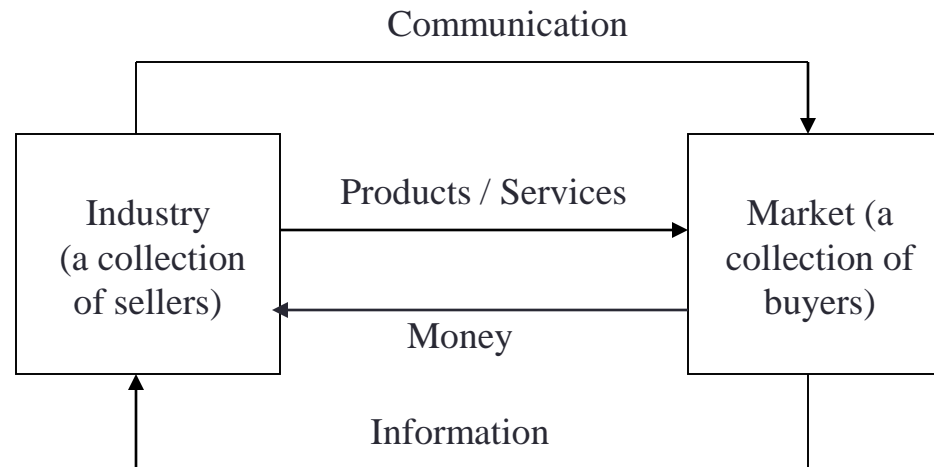 Communication
Products / Services
Industry
(a collection
of sellers)
Market (a
collection of
buyers)
Money
Information